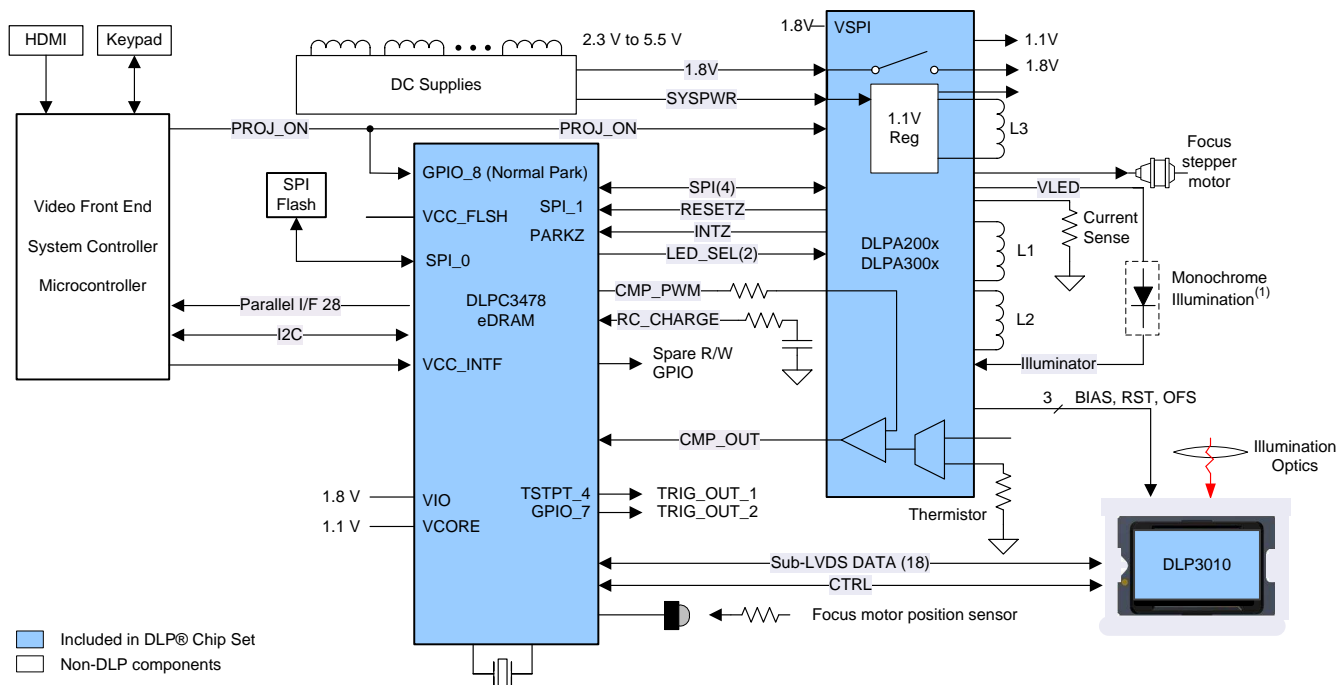 HDMI
Keypad
2.3 V to 5.5 V
DC Supplies
1.8V
SYSPWR
1.8V
VSPI
1.1V
1.8V
1.1V
Reg
L3
PROJ_ON
PROJ_ON
Focus
stepper
motor
Video Front End
System Controller
Microcontroller
SPI
Flash
GPIO_8 (Normal Park)
VCC_FLSH
SPI_1
PARKZ
SPI_0
SPI(4)
RESETZ
INTZ
LED_SEL(2)
VLED
Current
Sense
DLPA200x
DLPA300x
L1
L2
Monochrome
Illumination(1)
DLPC3478
eDRAM
Parallel I/F 28
I2C
VCC_INTF
CMP_PWM
RC_CHARGE
Spare R/W
GPIO
Illuminator
3
BIAS, RST, OFS
CMP_OUT
Illumination
Optics
1.8 V
VIO
1.1 V
VCORE
TSTPT_4
GPIO_7
TRIG_OUT_1
TRIG_OUT_2
Thermistor
Sub-LVDS DATA (18)
CTRL
DLP3010
Focus motor position sensor
Included in DLP® Chip Set
Non-DLP components